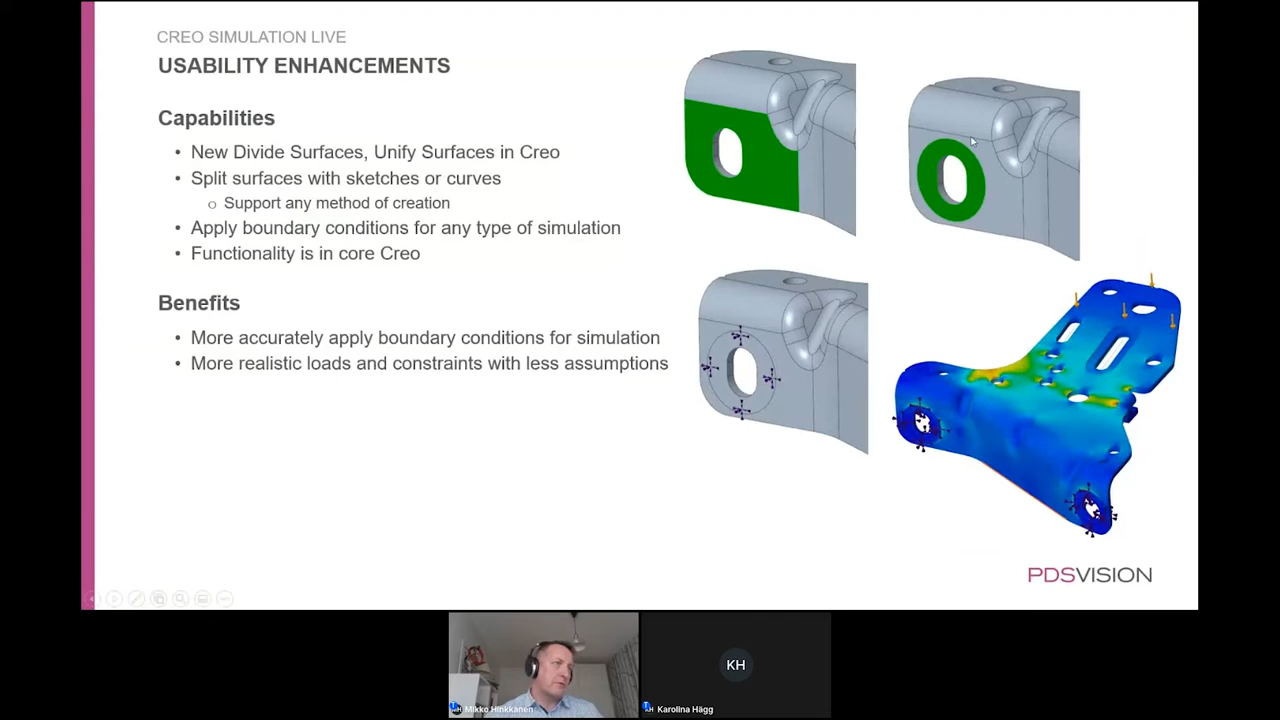 CREO SIMULATION LIVE
USABILITY ENHANCEMENTS
Capabilities
• New Divide Surfaces, Unify Surfaces in Creo
• Split surfaces with sketches or curves
o Support any method of creation
• Apply boundary conditions for any type of simulation
• Functionality is in core Creo
Benefits
• More accurately apply boundary conditions for simulation
• More realistic loads and constraints with less assumptions
PDSVISION
KH
Mikko Hinkkanen
Karolina Hägg